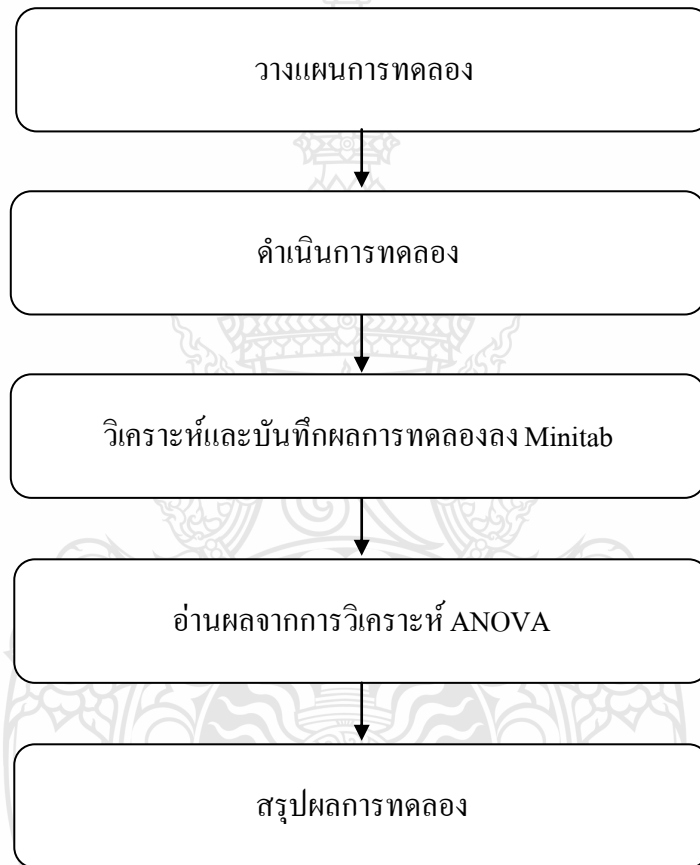 วางแผนการทดลอง
ดำเนินการทดลอง
วิเคราะห์และบันทึกผลการทดลองลง Minitab
อ่านผลจากการวิเคราะห์ ANOVA
สรุปผลการทดลอง